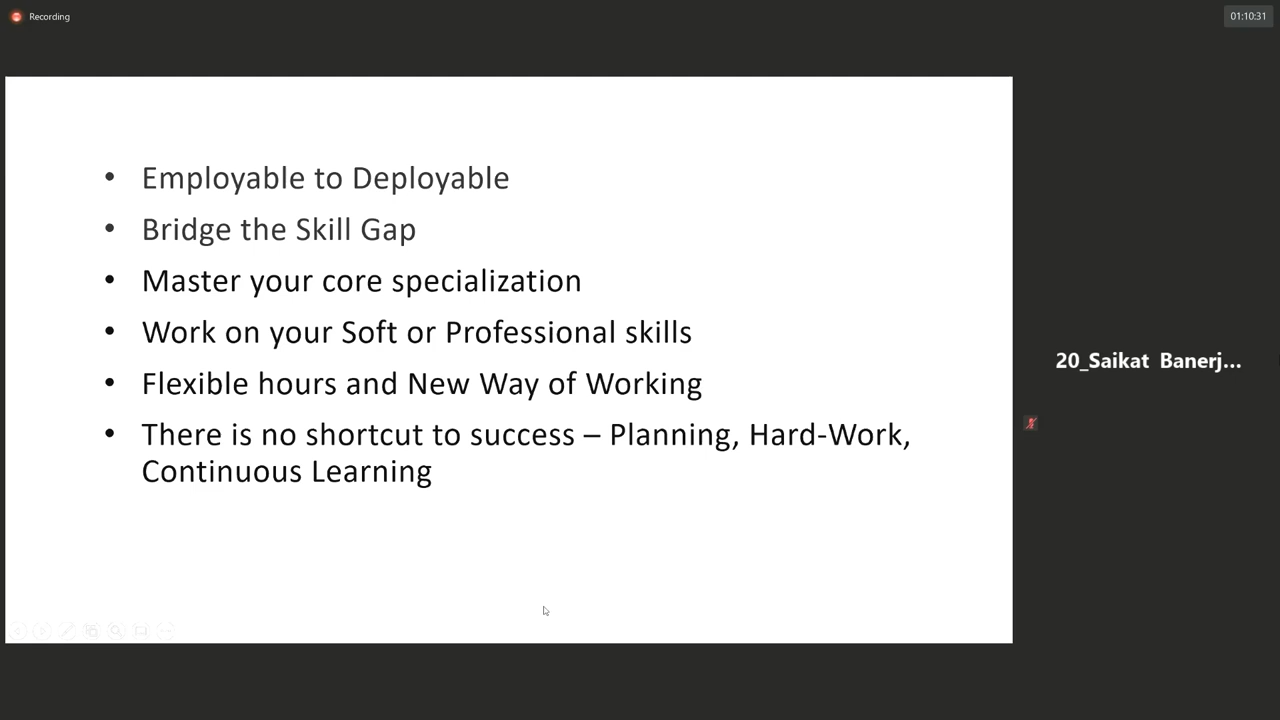 Recording
01:10:31
• Employable to Deployable
• Bridge the Skill Gap
• Master your core specialization
• Work on your Soft or Professional skills
• Flexible hours and New Way of Working
• There is no shortcut to success – Planning, Hard-Work,
Continuous Learning
20_Saikat Banerj...